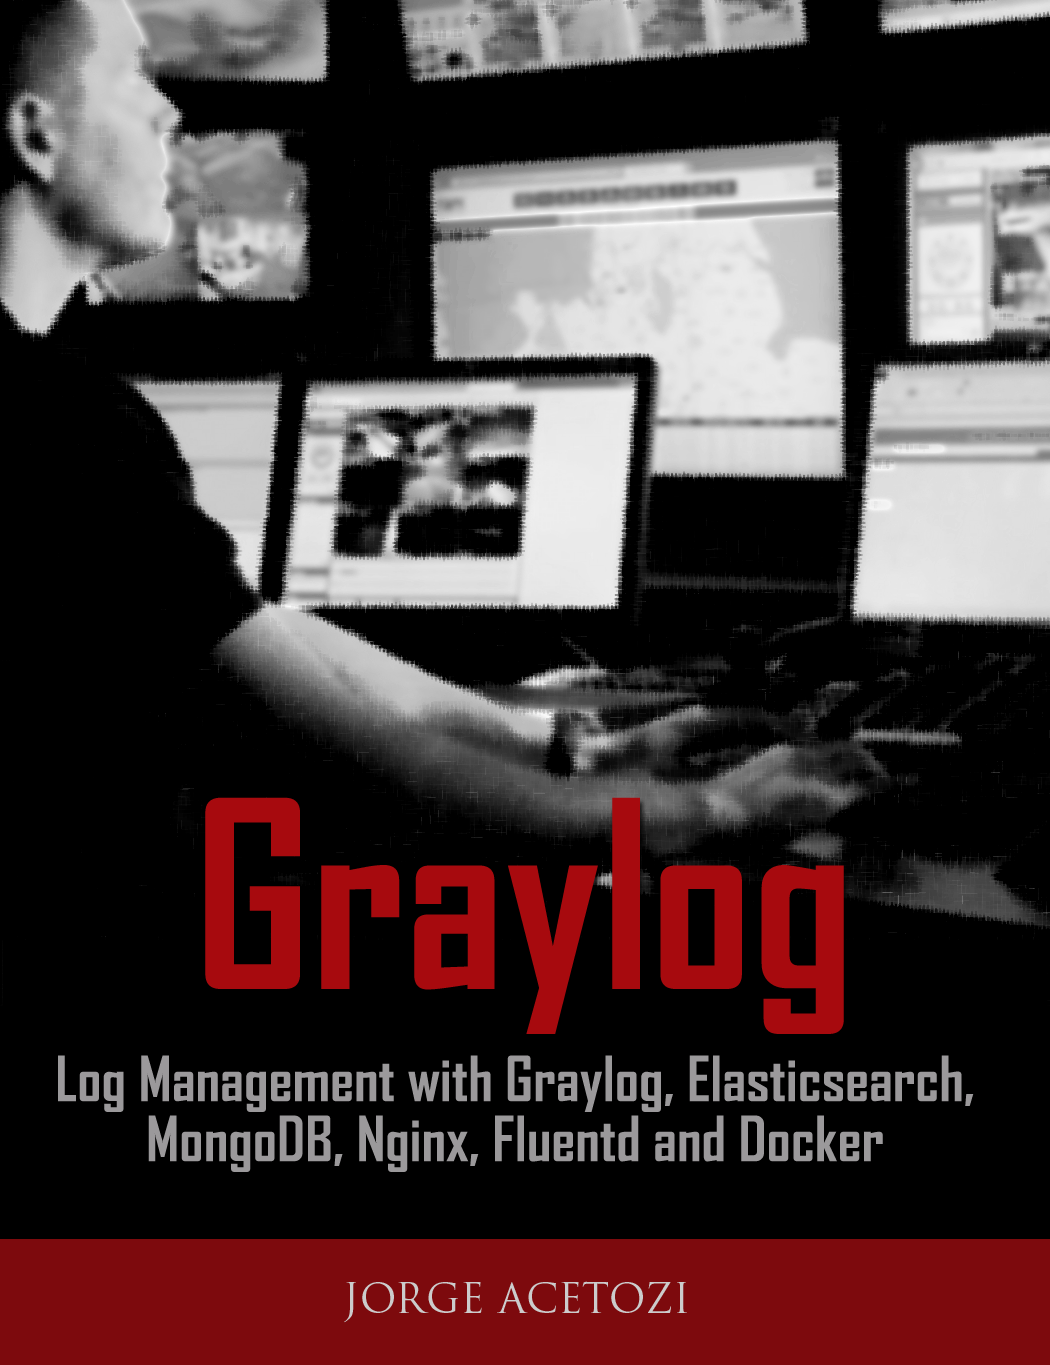 Graylog
Log Management with Graylog, Elasticsearch,
MongoDB, Nginx, Fluentd and Docker
JORGE ACETOZI